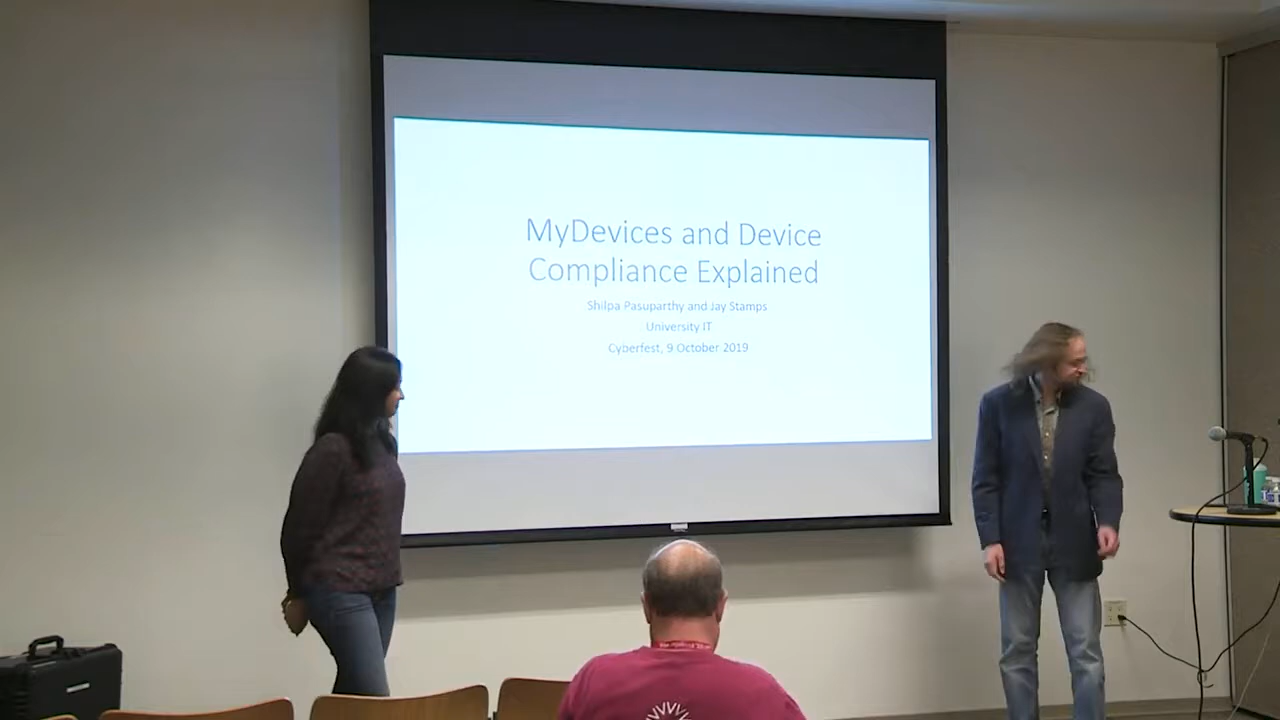 MyDevices and Device
Compliance Explained
Shilpa Pasuparthy and Jay Stamps
University IT
Cyberfest, 9 October 2019